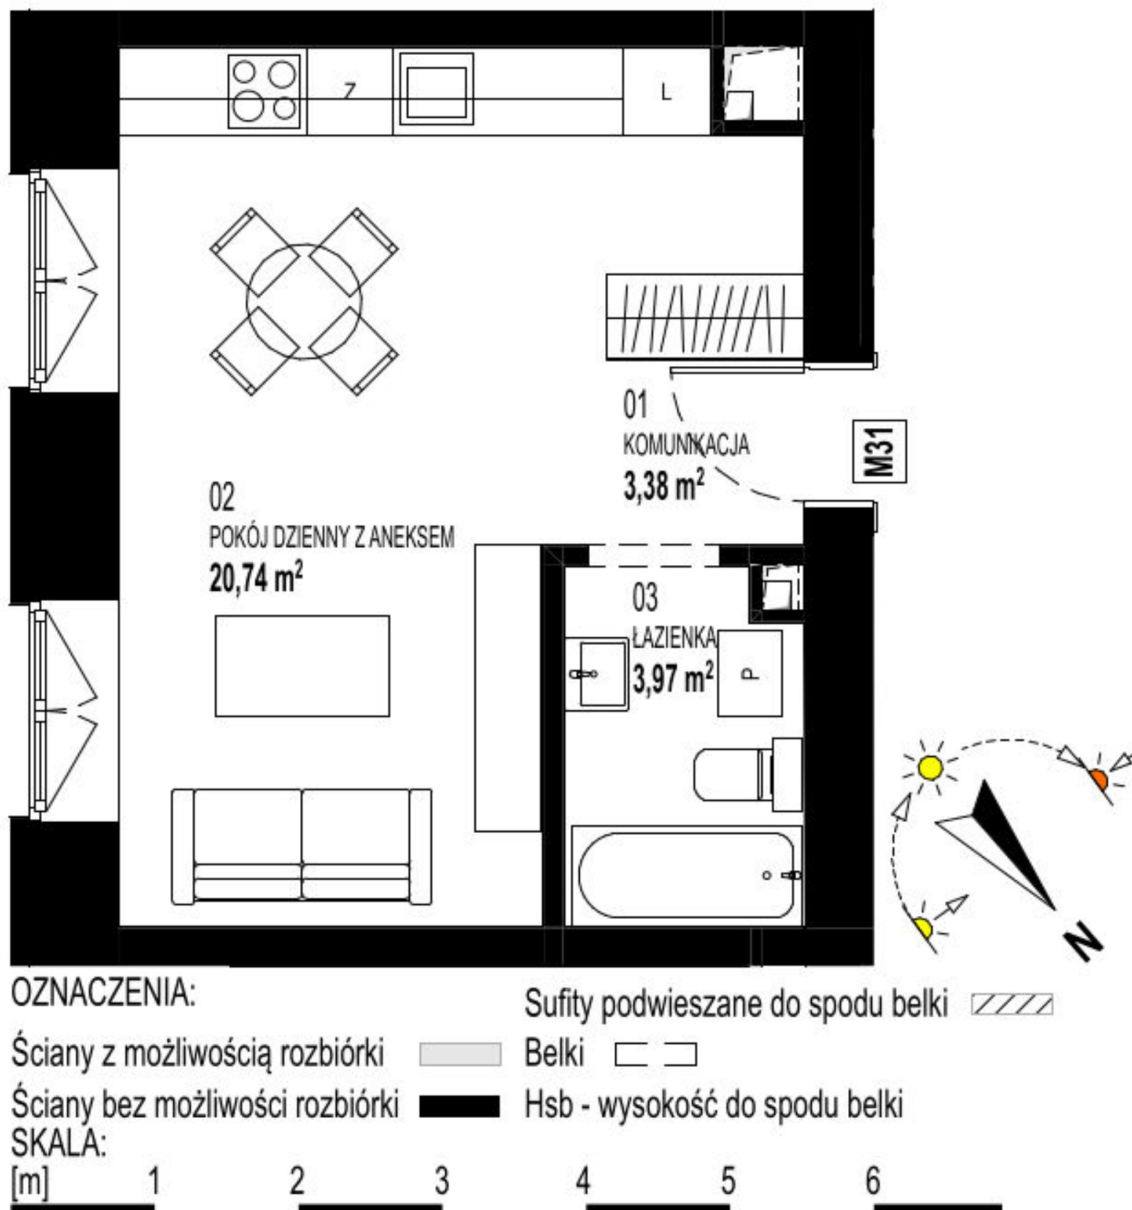 Z
L
01
KOMUNIKACJA
3,38 m²
M31
02
POKÓJ DZIENNY Z ANEKSEM
20,74 m²
03
ŁAZIENKA
3,97 m²
P
N
OZNACZENIA:
Sufity podwieszane do spodu belki
Ściany z możliwością rozbiórki
Belki
Ściany bez możliwości rozbiórki
Hsb - wysokość do spodu belki
SKALA:
[m] 1 2 3 4 5 6